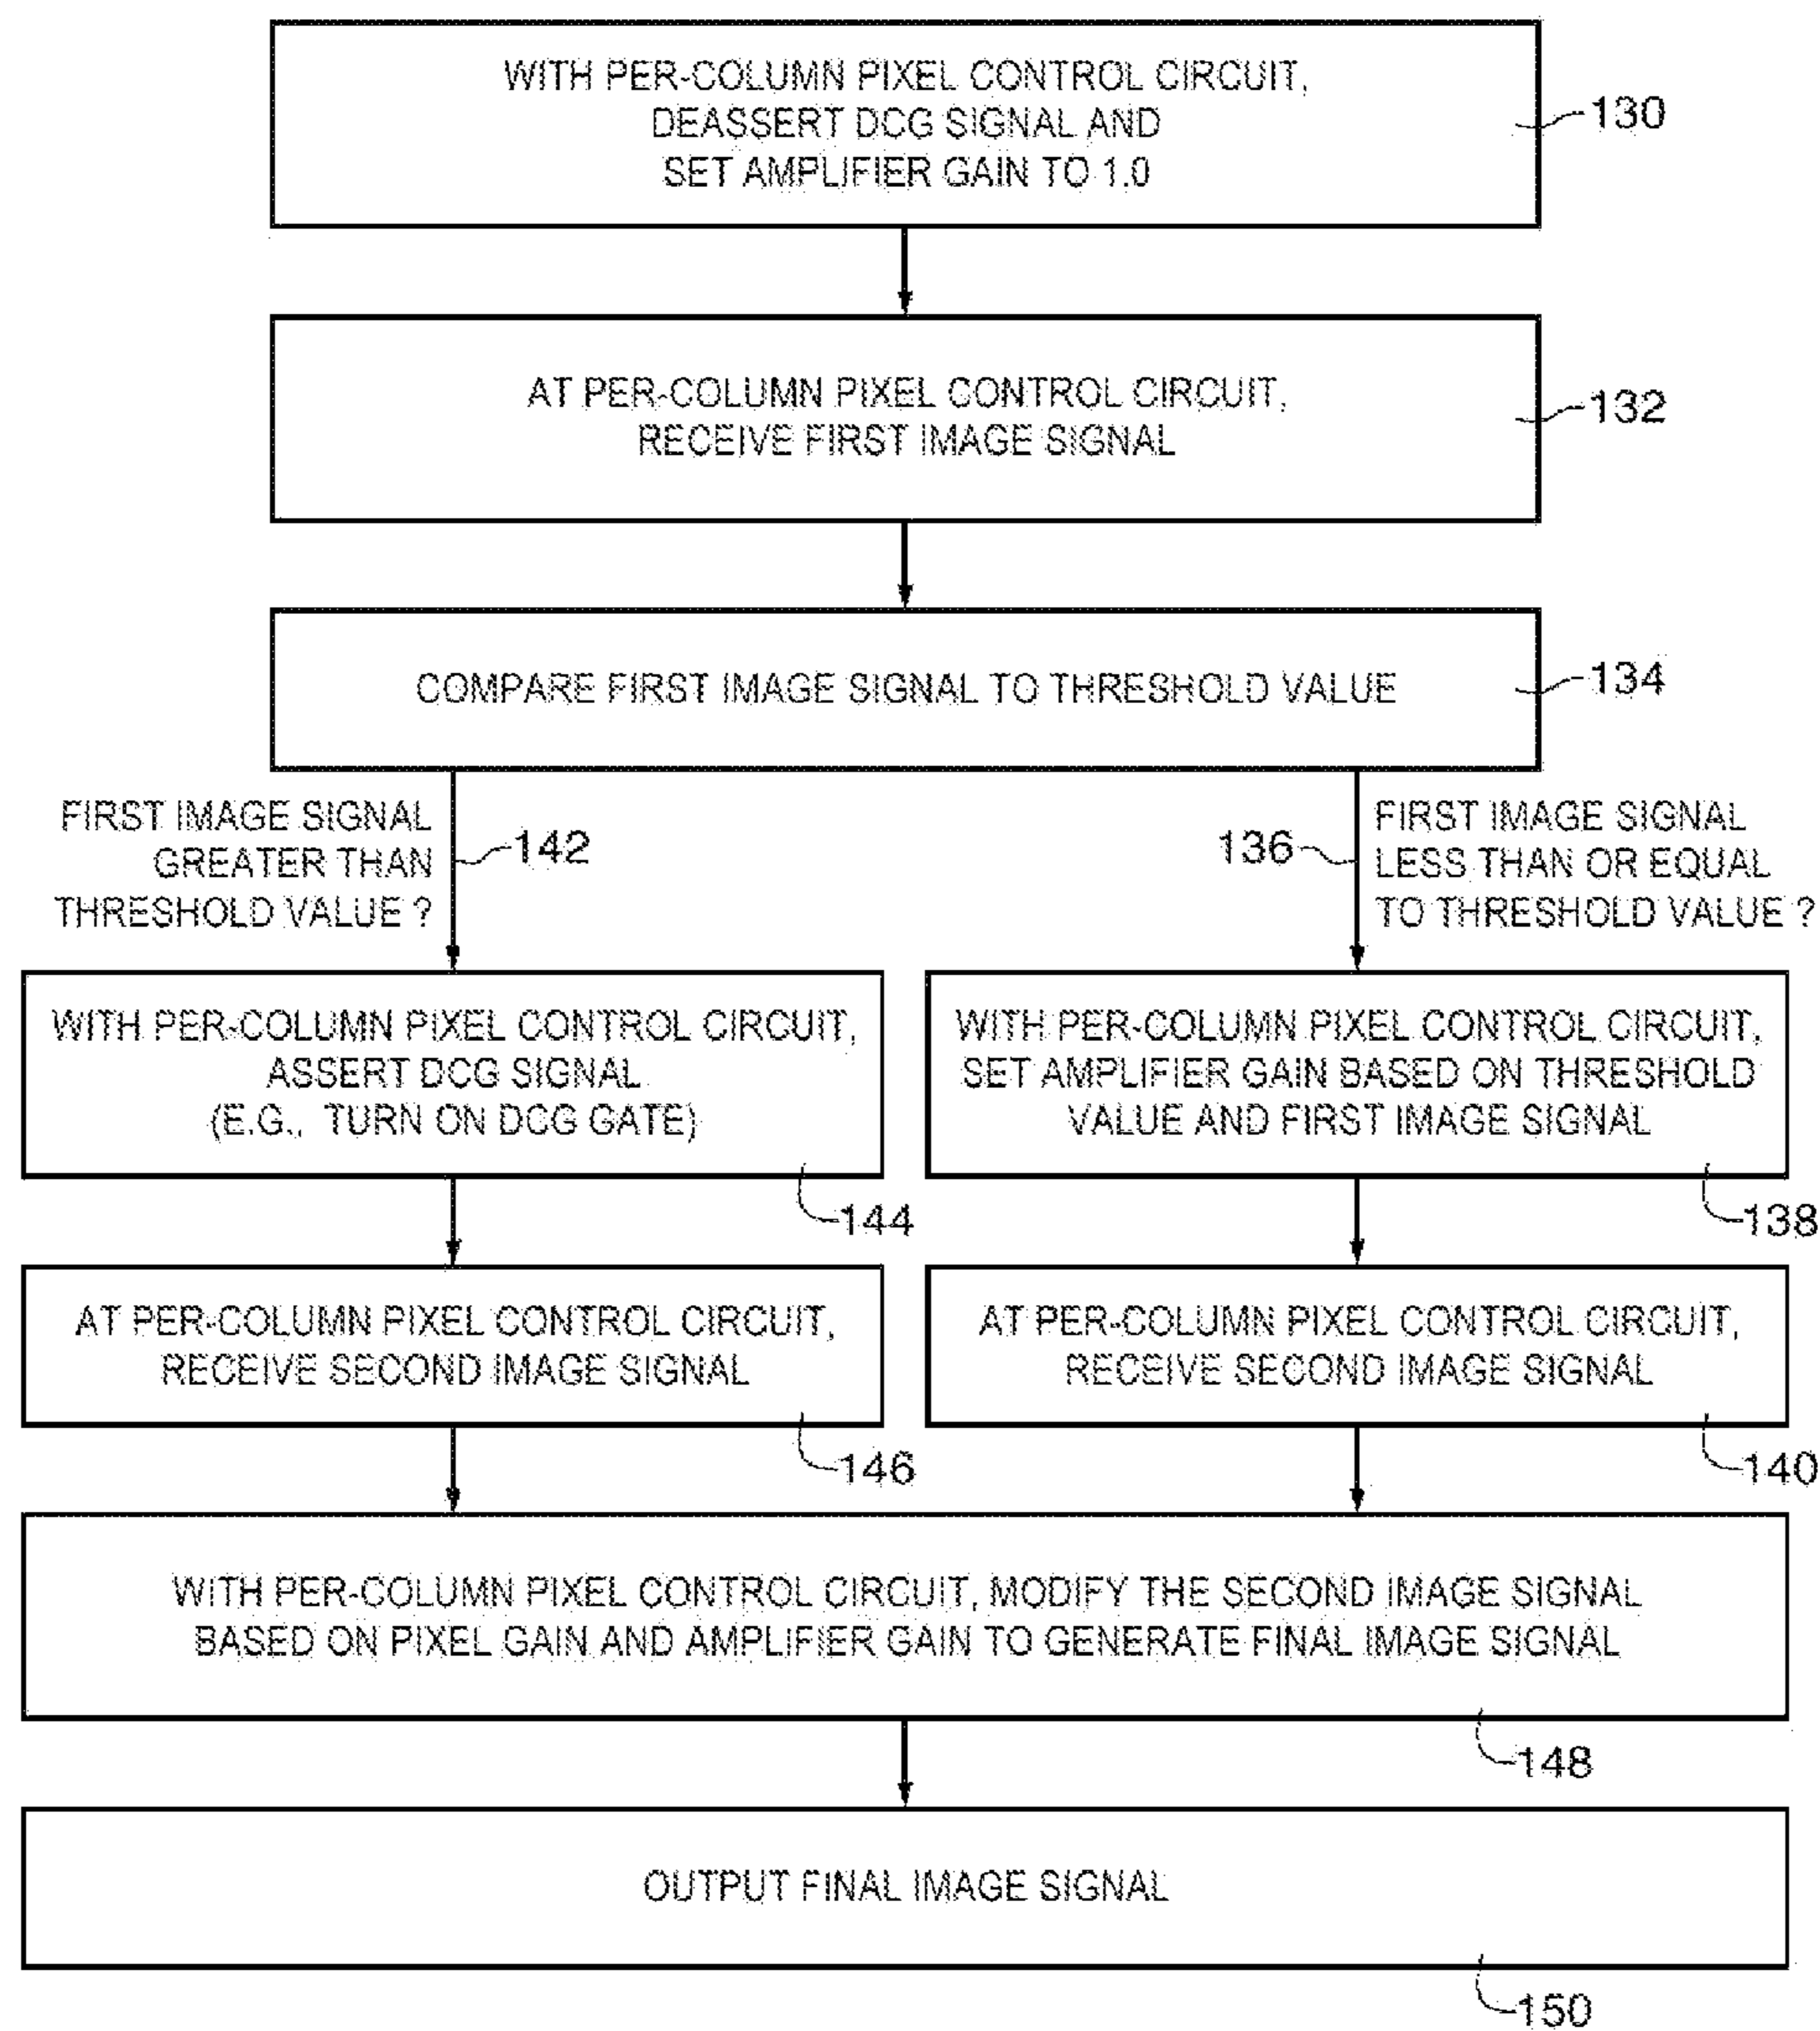 WITH PER-COLUMN PIXEL CONTROL CIRCUIT,
DEASSERT DCG SIGNAL AND
SET AMPLIFIER GAIN TO 1.0
130
AT PER-COLUMN PIXEL CONTROL CIRCUIT,
RECEIVE FIRST IMAGE SIGNAL
132
COMPARE FIRST IMAGE SIGNAL TO THRESHOLD VALUE
134
FIRST IMAGE SIGNAL
GREATER THAN
THRESHOLD VALUE ?
142
136
FIRST IMAGE SIGNAL
LESS THAN OR EQUAL
TO THRESHOLD VALUE ?
WITH PER-COLUMN PIXEL CONTROL CIRCUIT,
ASSERT DCG SIGNAL
(E.G., TURN ON DCG GATE)
144
WITH PER-COLUMN PIXEL CONTROL CIRCUIT,
SET AMPLIFIER GAIN BASED ON THRESHOLD
VALUE AND FIRST IMAGE SIGNAL
138
AT PER-COLUMN PIXEL CONTROL CIRCUIT,
RECEIVE SECOND IMAGE SIGNAL
146
AT PER-COLUMN PIXEL CONTROL CIRCUIT,
RECEIVE SECOND IMAGE SIGNAL
140
WITH PER-COLUMN PIXEL CONTROL CIRCUIT, MODIFY THE SECOND IMAGE SIGNAL
BASED ON PIXEL GAIN AND AMPLIFIER GAIN TO GENERATE FINAL IMAGE SIGNAL
148
OUTPUT FINAL IMAGE SIGNAL
150